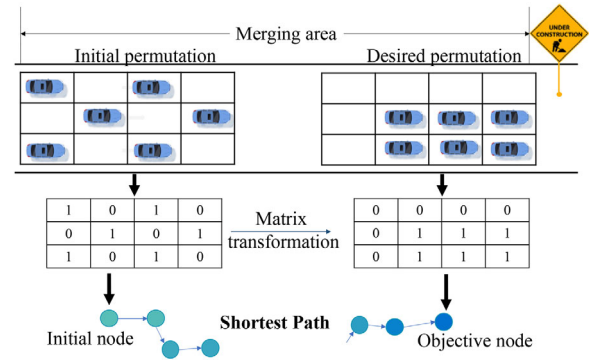 UNDER
CONSTRUCTION
Merging area
Initial permutation
Desired permutation
1 0 1 0
0 1 0 1
1 0 1 0
Matrix
transformation
0 0 0 0
0 1 1 1
0 1 1 1
Shortest Path
Initial node
Objective node